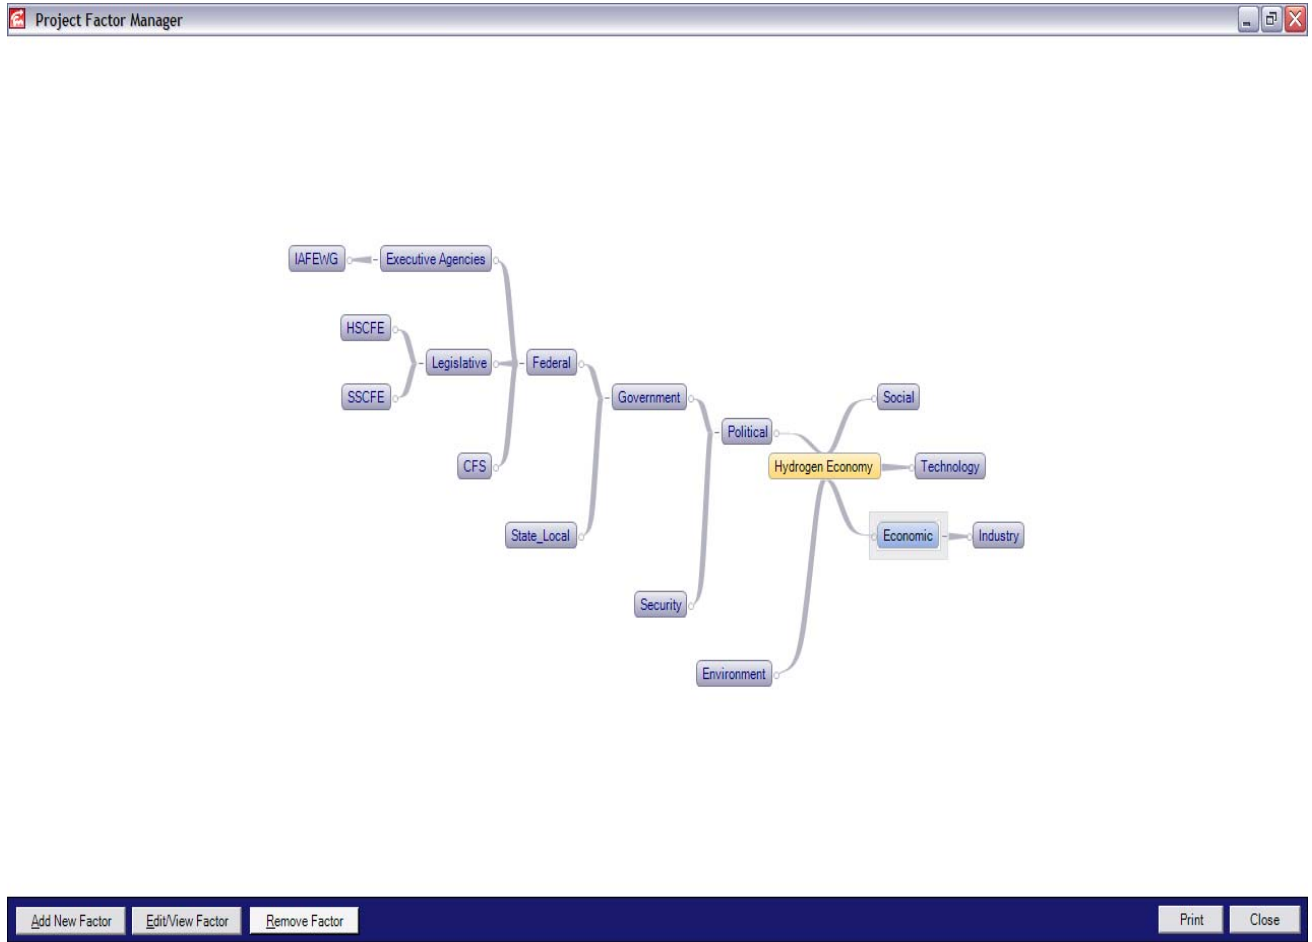 Project Factor Manager
IAFEWG
Executive Agencies
HSCFE
Legislative
Federal
SSCFE
Government
Social
Political
CFS
Hydrogen Economy
Technology
State_Local
Economic
Industry
Security
Environment
Add New Factor
Edit/View Factor
Remove Factor
Print
Close